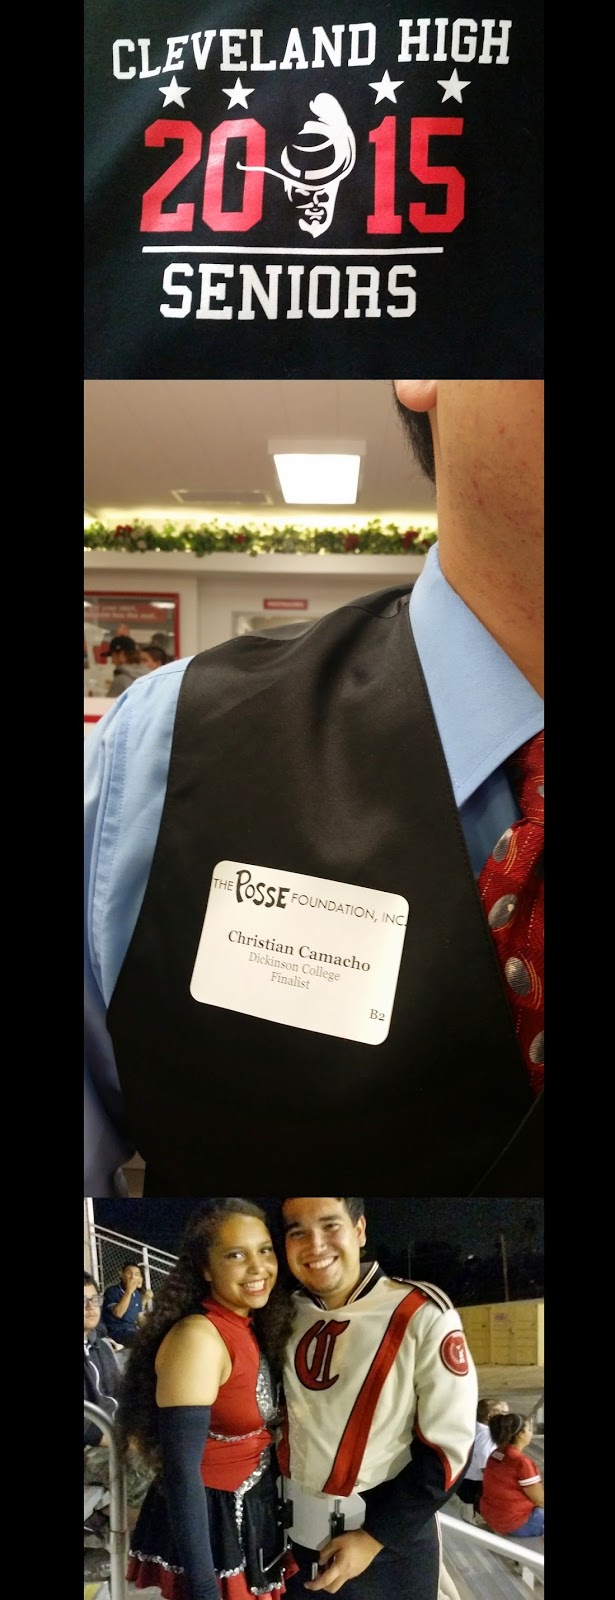 CLEVELAND HIGH
2015
SENIORS
THE POSSE FOUNDATION, INC.
Christian Camacho
Dickinson College
Finalist
B2
C